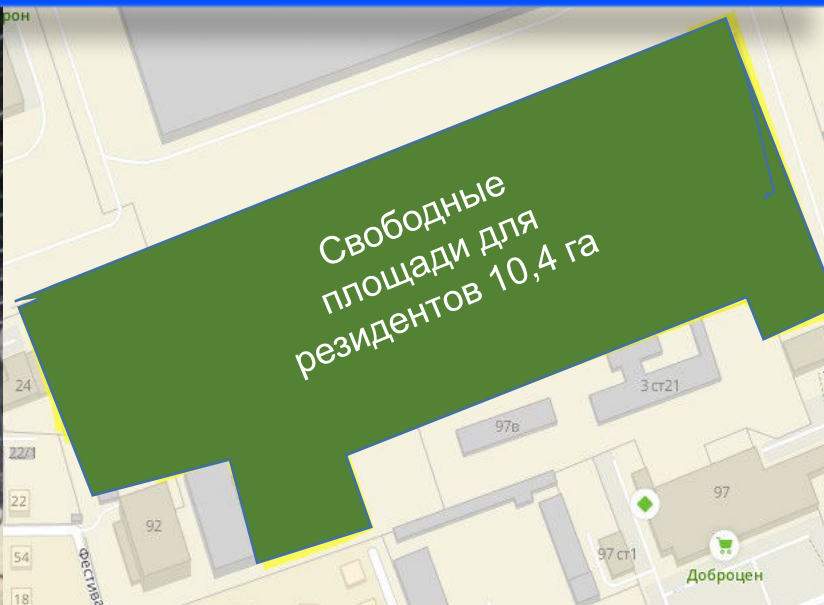 рон
Свободные
площади для
резидентов 10,4 га
24
3 ст21
97в
22/1
22
92
97
54
97 ст1
Доброцен
18
Фестива